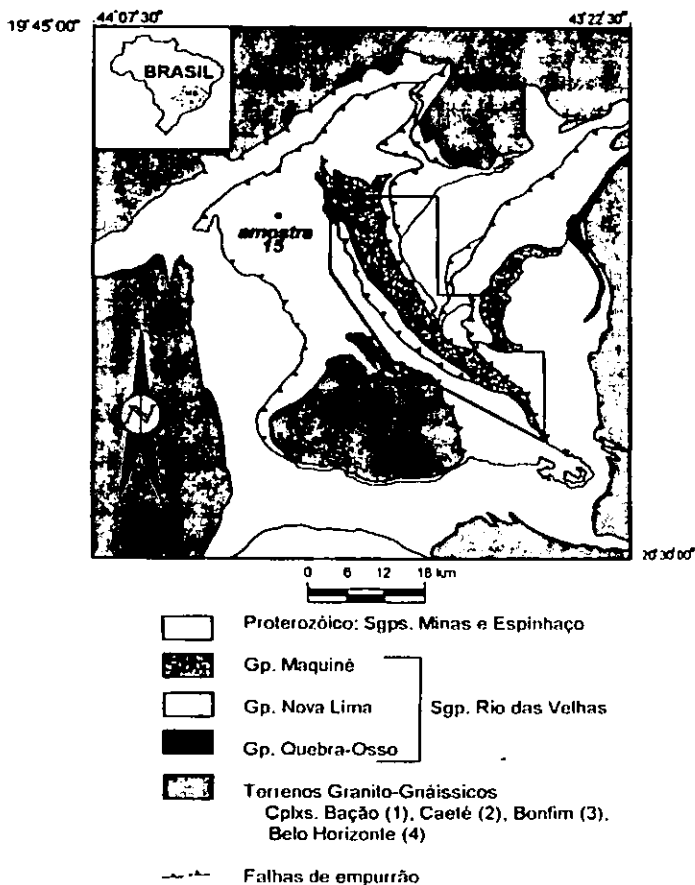 44°07'30"
43°22'30"
19°45'00"
BRASIL
amostra
15
20°30'00"
0 6 12 18 km
Proterozóico: Sgps. Minas e Espinhaço
Gp. Maquiné
Gp. Nova Lima
Sgp. Rio das Velhas
Gp. Quebra-Osso
Terrenos Granito-Gnáissicos
Cplxs. Bação (1), Caeté (2), Bonfim (3),
Belo Horizonte (4)
Falhas de empurrão